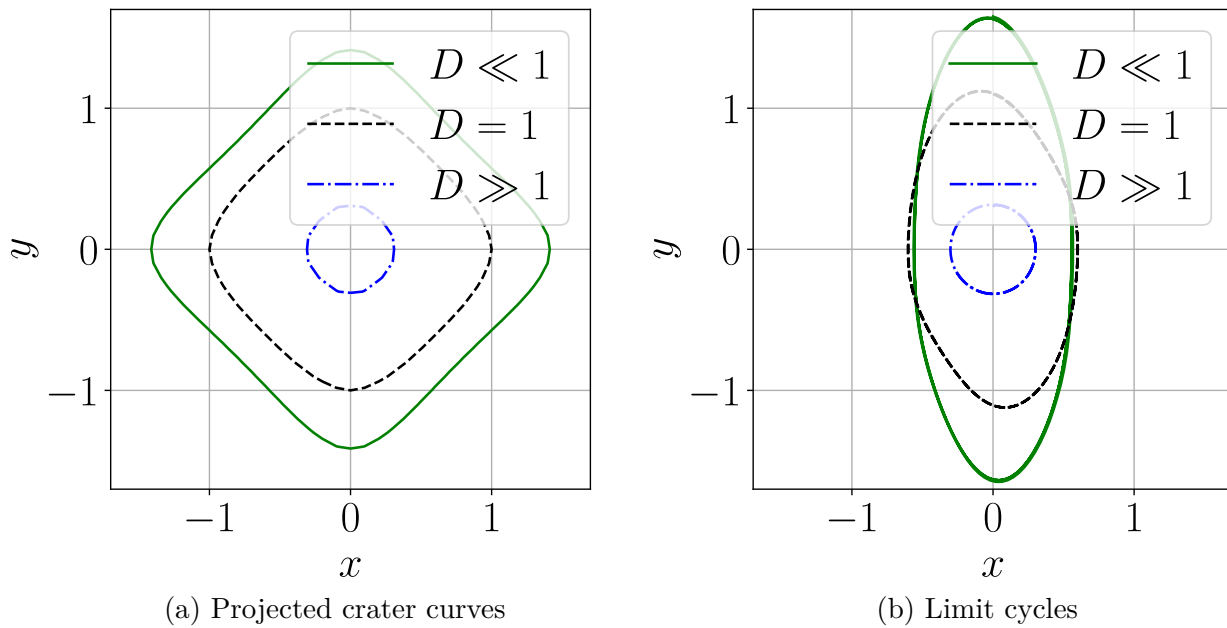 1
0
−1
y
−1 0 1
x
D ≪ 1
D = 1
D ≫ 1
(a) Projected crater curves
1
0
−1
y
−1 0 1
x
D ≪ 1
D = 1
D ≫ 1
(b) Limit cycles